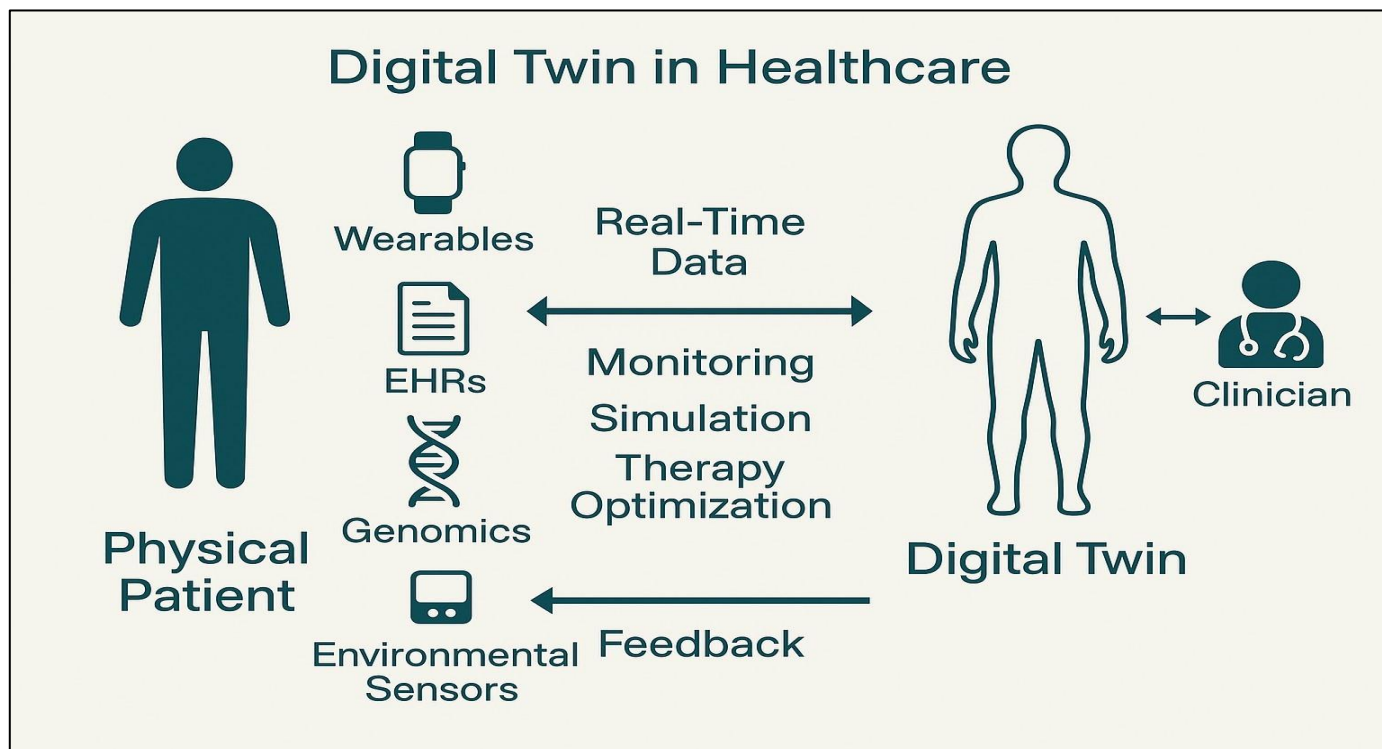 Digital Twin in Healthcare
Physical
Patient
Wearables
EHRs
Genomics
Environmental
Sensors
Real-Time
Data
Monitoring
Simulation
Therapy
Optimization
Feedback
Digital Twin
Clinician